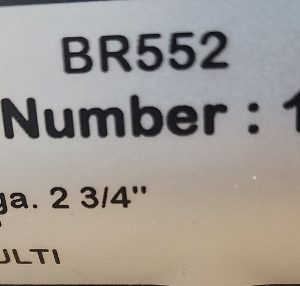 BR552
Number : 1
ga. 2 3/4"
"
ULTI